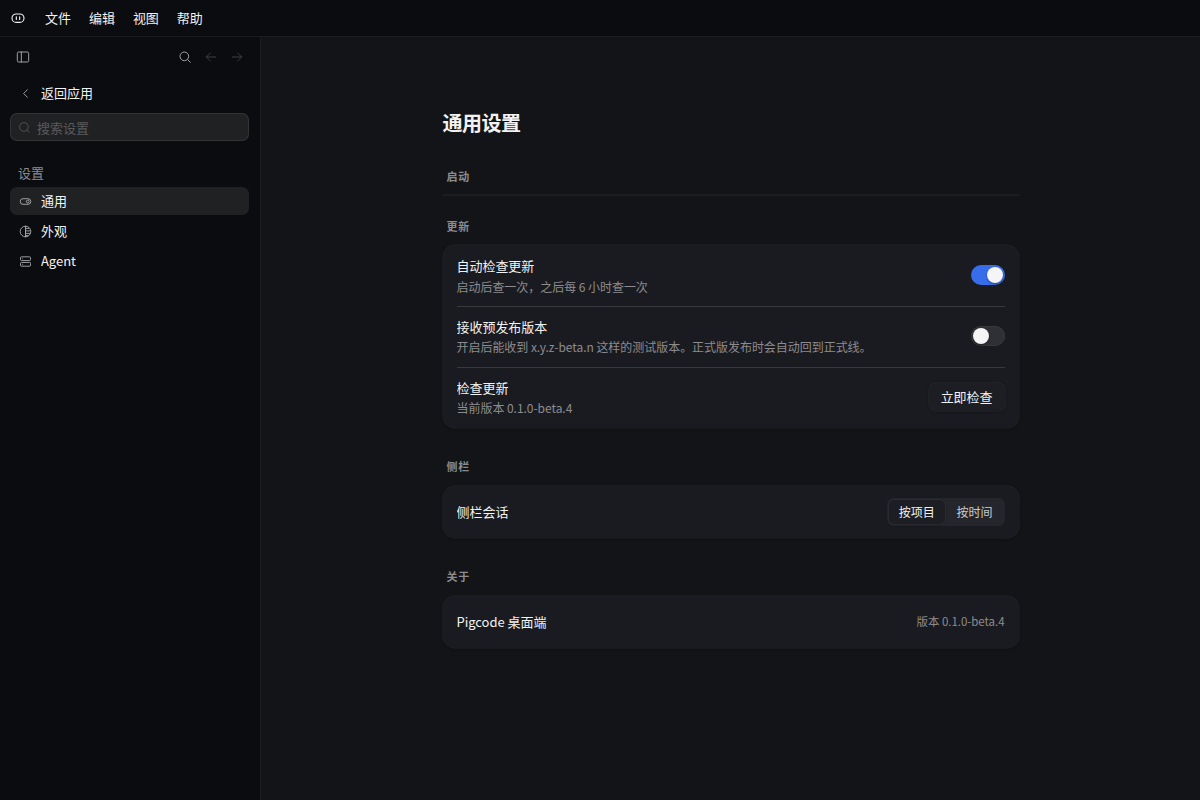 文件 编辑 视图 帮助
返回应用
搜索设置
设置
通用
外观
Agent
通用设置
启动
更新
自动检查更新
启动后查一次，之后每 6 小时查一次
接收预发布版本
开启后能收到 x.y.z-beta.n 这样的测试版本。正式版发布时会自动回到正式线。
检查更新
当前版本 0.1.0-beta.4
立即检查
侧栏
侧栏会话
按项目 按时间
关于
Pigcode 桌面端
版本 0.1.0-beta.4